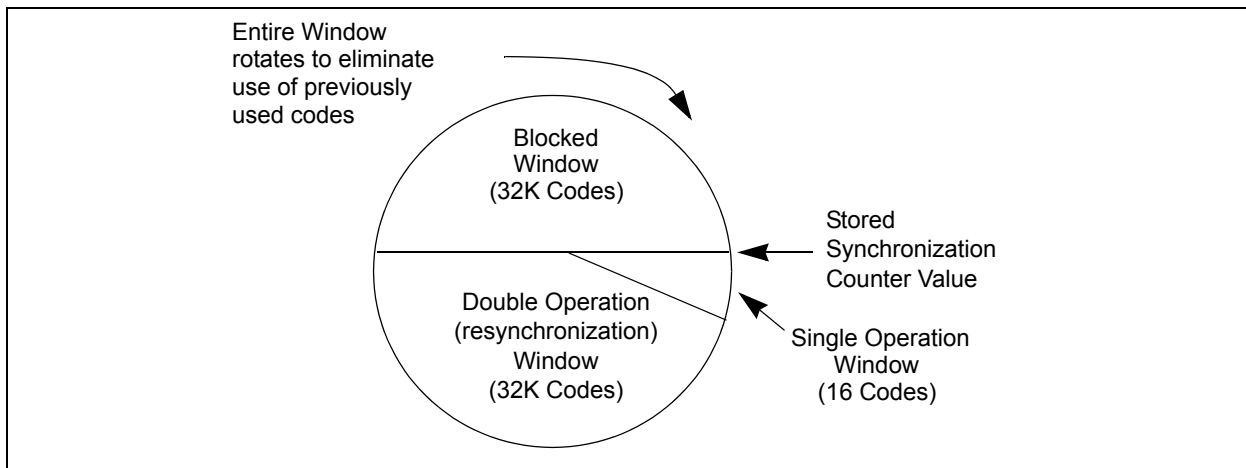 Entire Window
rotates to eliminate
use of previously
used codes
Blocked
Window
(32K Codes)
Stored
Synchronization
Counter Value
Double Operation
(resynchronization)
Window
(32K Codes)
Single Operation
Window
(16 Codes)